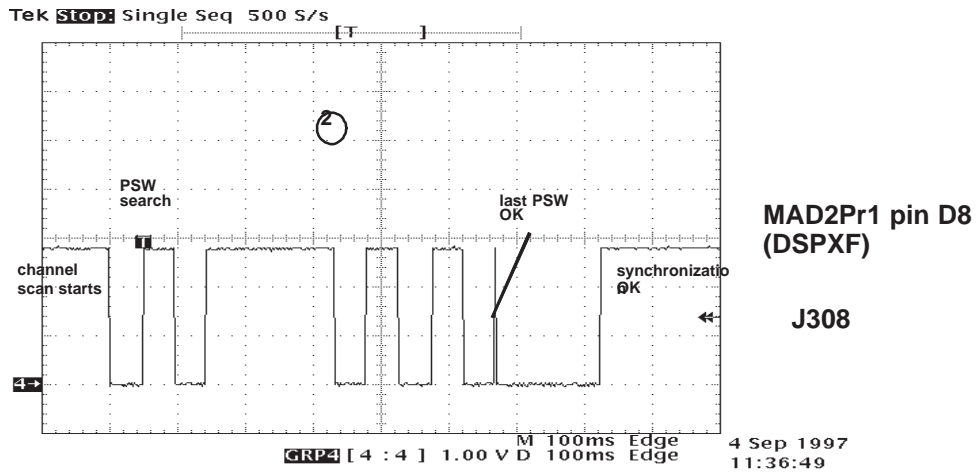 Tek Stop: Single Seq 500 S/s
[T ]
2
PSW
search
last PSW
OK
MAD2Pr1 pin D8
(DSPXF)
T
channel
scan starts
synchronizatio
n
OK
J308
4→
M 100ms Edge
GRP4 [ 4 : 4 ] 1.00 V D 100ms Edge
4 Sep 1997
11:36:49